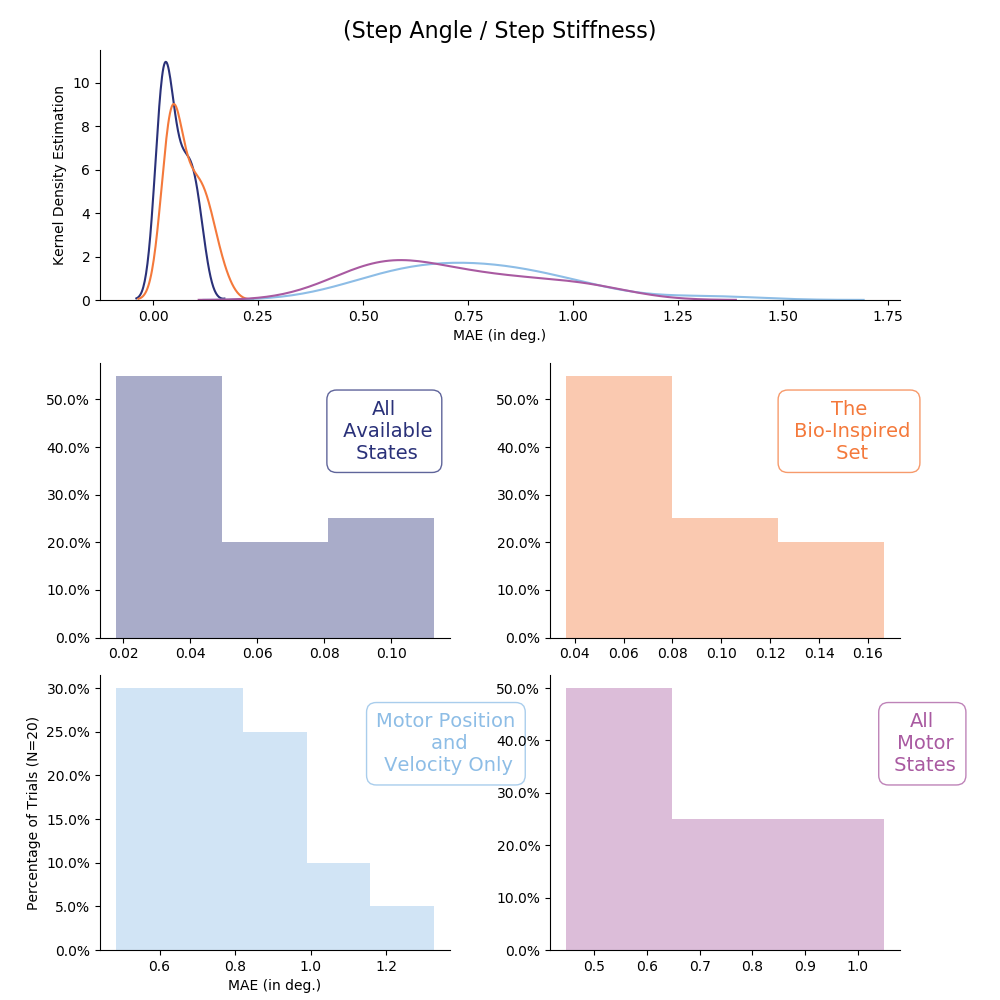 (Step Angle / Step Stiffness)
Kernel Density Estimation
10
8
6
4
2
0
0.00 0.25 0.50 0.75 1.00 1.25 1.50 1.75
MAE (in deg.)
50.0%
40.0%
30.0%
20.0%
10.0%
0.0%
0.02 0.04 0.06 0.08 0.10
All
Available
States
50.0%
40.0%
30.0%
20.0%
10.0%
0.0%
0.04 0.06 0.08 0.10 0.12 0.14 0.16
The
Bio-Inspired
Set
Percentage of Trials (N=20)
30.0%
25.0%
20.0%
15.0%
10.0%
5.0%
0.0%
0.6 0.8 1.0 1.2
MAE (in deg.)
Motor Position
and
Velocity Only
50.0%
40.0%
30.0%
20.0%
10.0%
0.0%
0.5 0.6 0.7 0.8 0.9 1.0
All
Motor
States